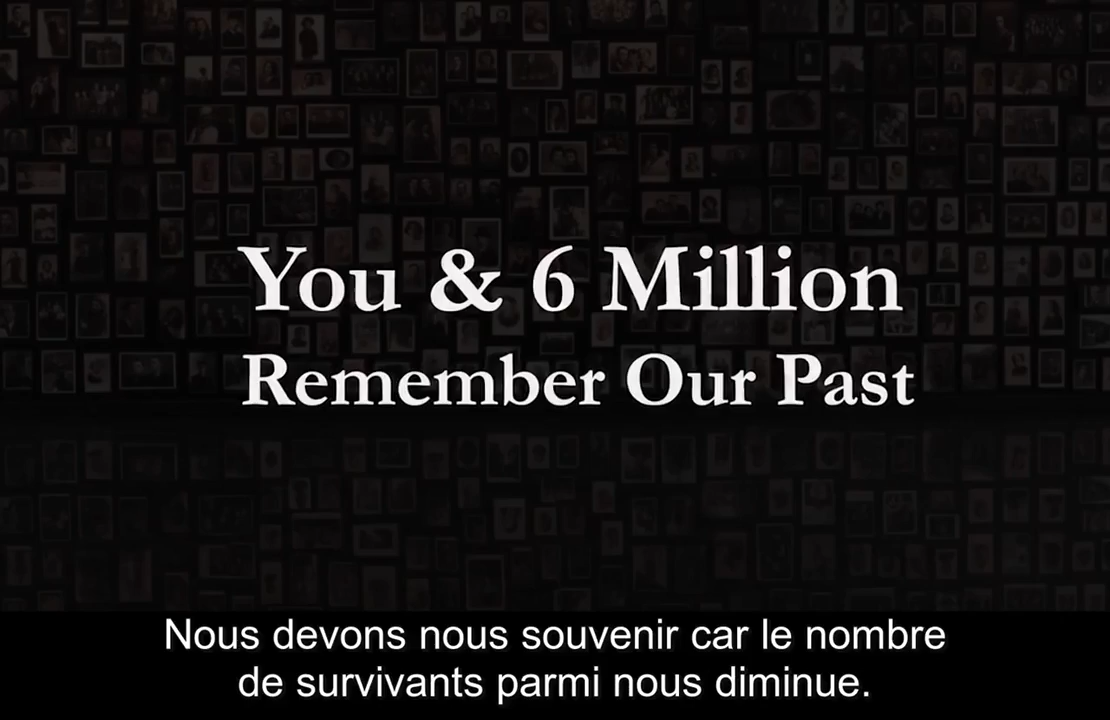 You & 6 Million
Remember Our Past
Nous devons nous souvenir car le nombre
de survivants parmi nous diminue.